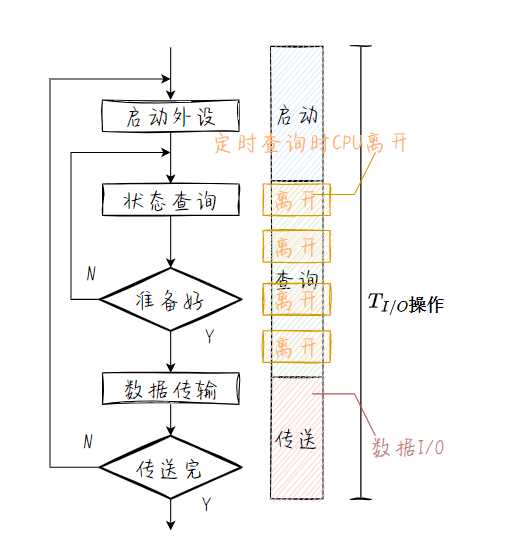 启动外设
启动
定时查询时CPU离开
状态查询
离开
离开
查询
N
准备好
离开
T I/O操作
Y
离开
数据传输
N
传送
数据I/O
传送完
Y